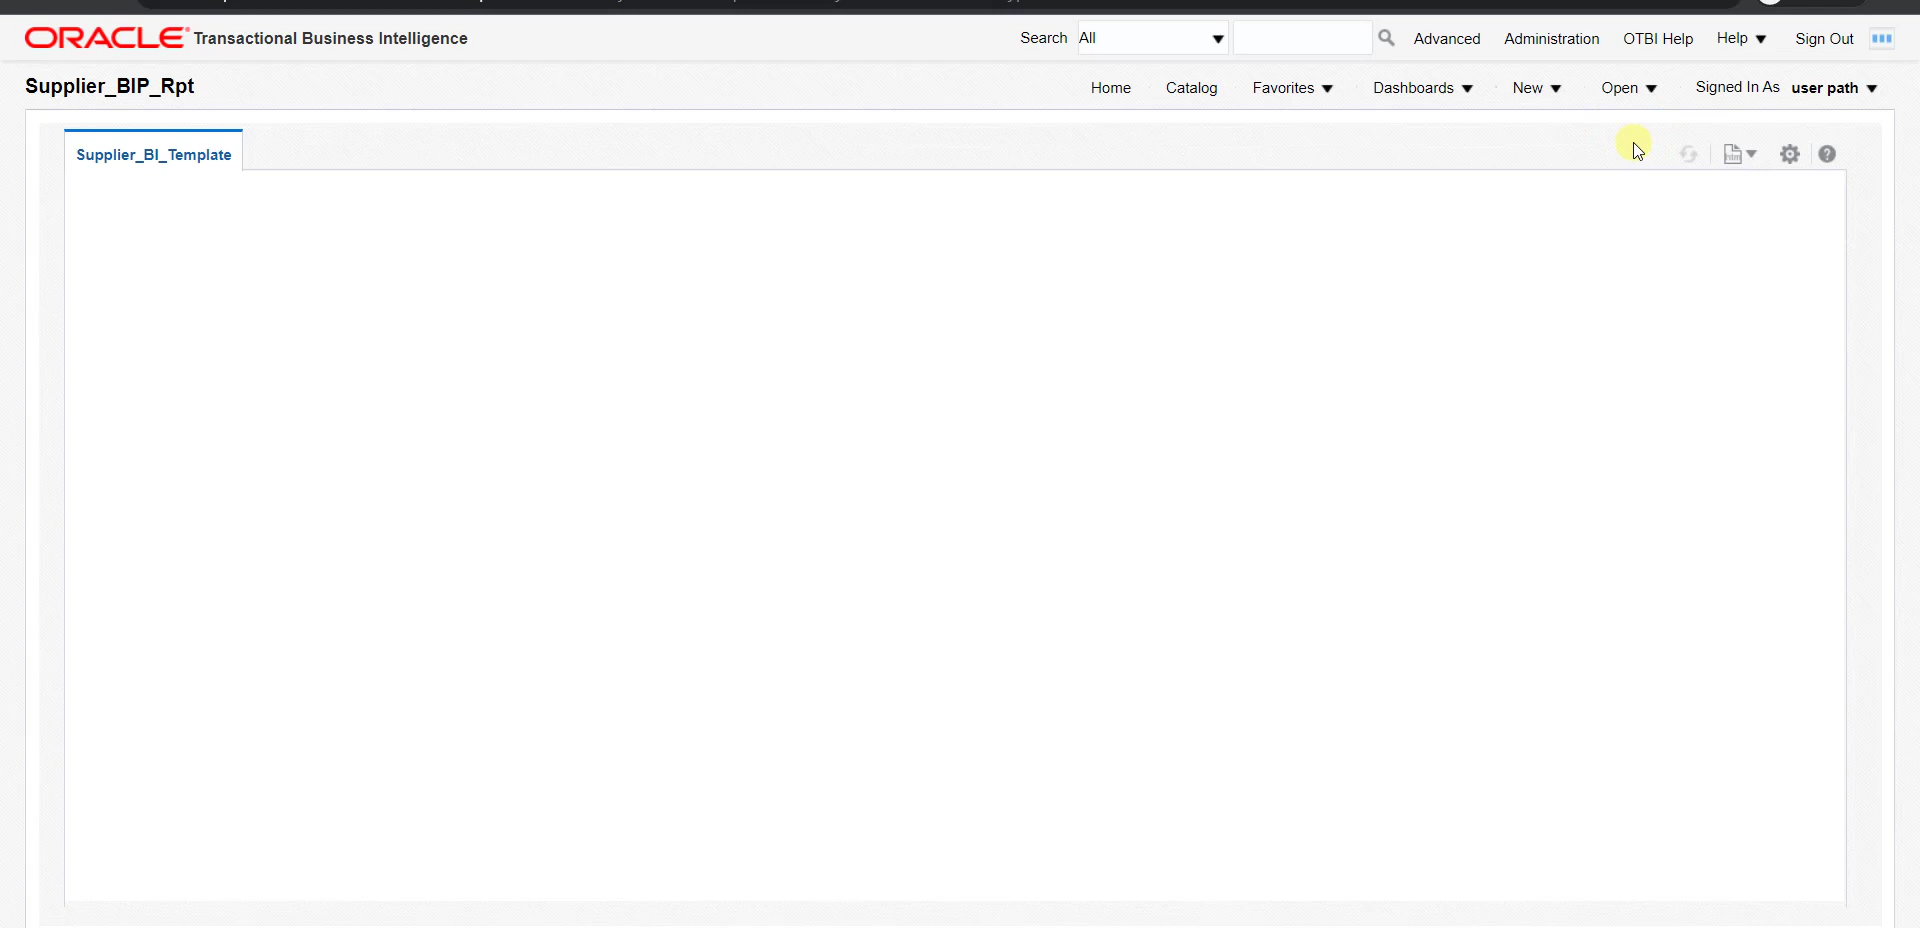 ORACLE Transactional Business Intelligence
Search All Advanced Administration OTBI Help Help Sign Out
Supplier_BIP_Rpt
Home Catalog Favorites Dashboards New Open Signed In As user path
Supplier_BI_Template